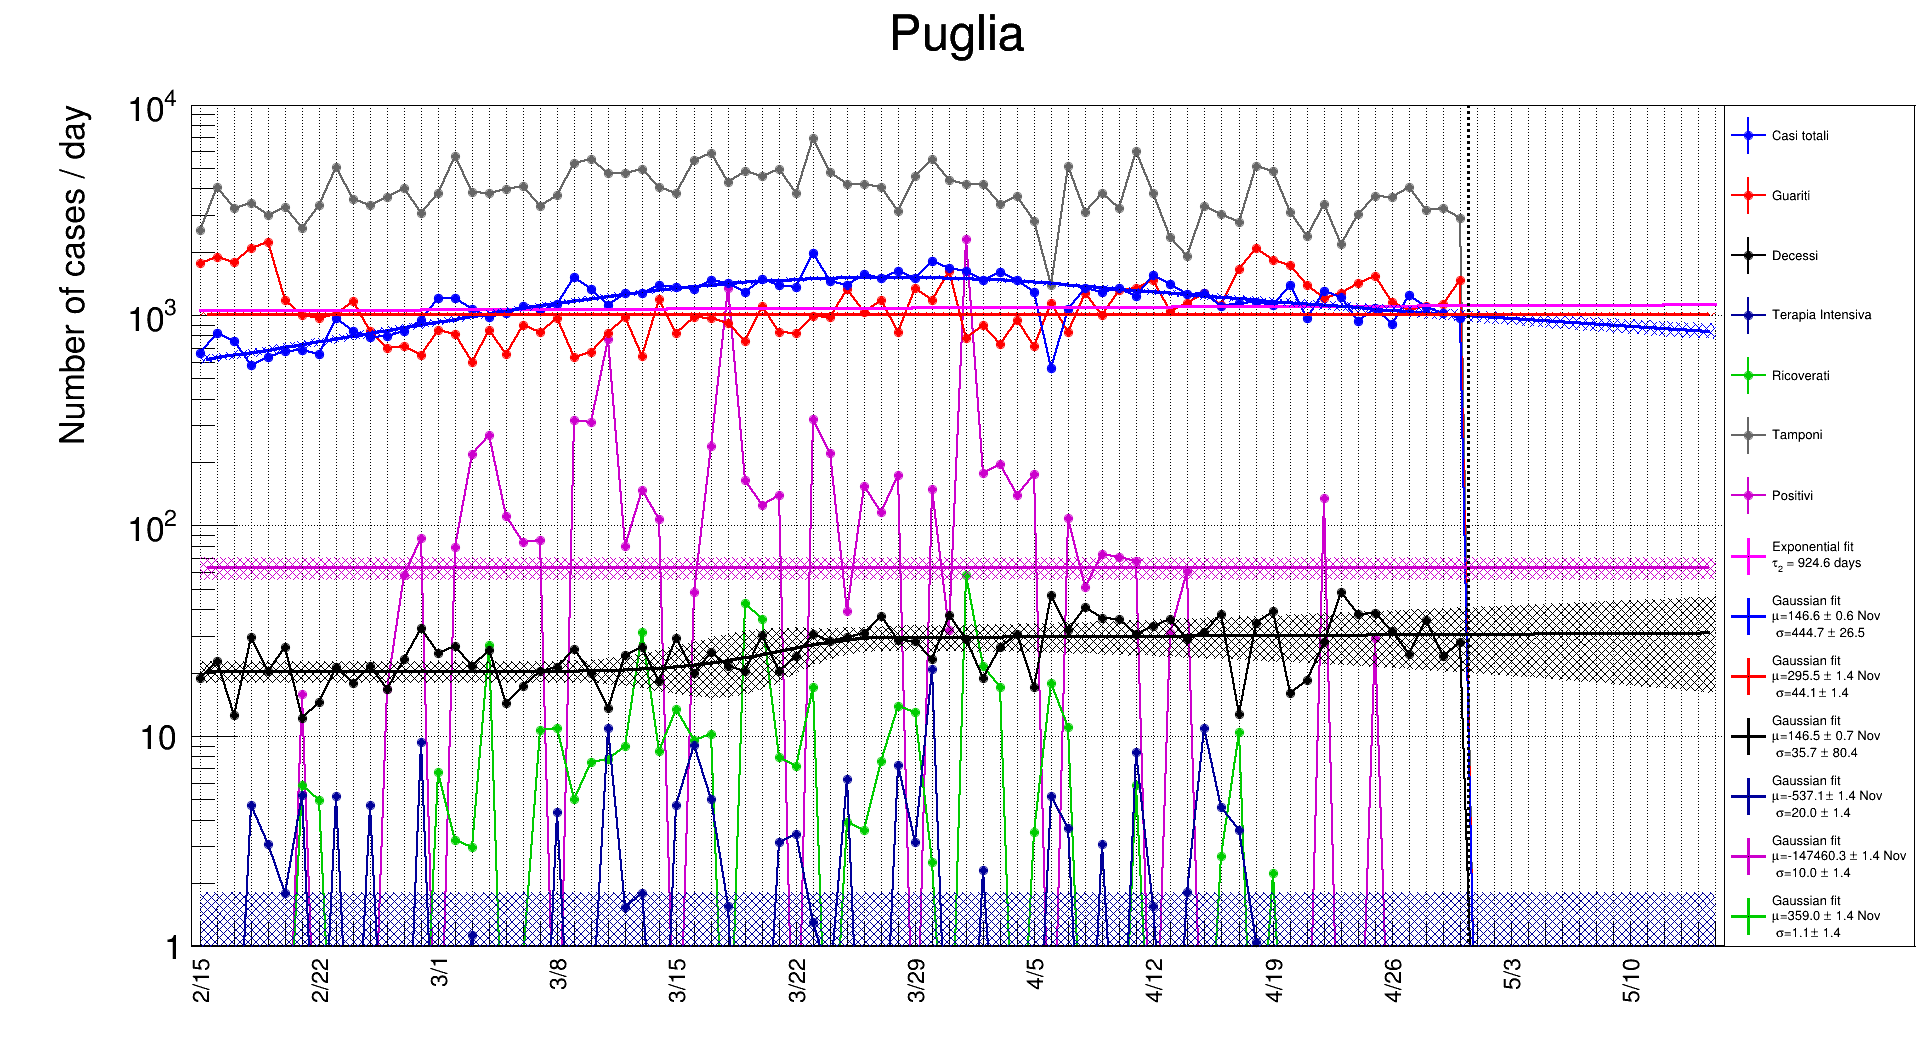 Puglia
Number of cases / day
10^4
10^3
10^2
10
1
2/15
2/22
3/1
3/8
3/15
3/22
3/29
4/5
4/12
4/19
4/26
5/3
5/10
Casi totali
Guariti
Decessi
Terapia Intensiva
Ricoverati
Tamponi
Positivi
Exponential fit
τ₂ = 924.6 days
Gaussian fit
μ=146.6 ± 0.6 Nov
σ=444.7 ± 26.5
Gaussian fit
μ=295.5 ± 1.4 Nov
σ=44.1 ± 1.4
Gaussian fit
μ=146.5 ± 0.7 Nov
σ=35.7 ± 80.4
Gaussian fit
μ=-537.1 ± 1.4 Nov
σ=20.0 ± 1.4
Gaussian fit
μ=-147460.3 ± 1.4 Nov
σ=10.0 ± 1.4
Gaussian fit
μ=359.0 ± 1.4 Nov
σ=1.1 ± 1.4